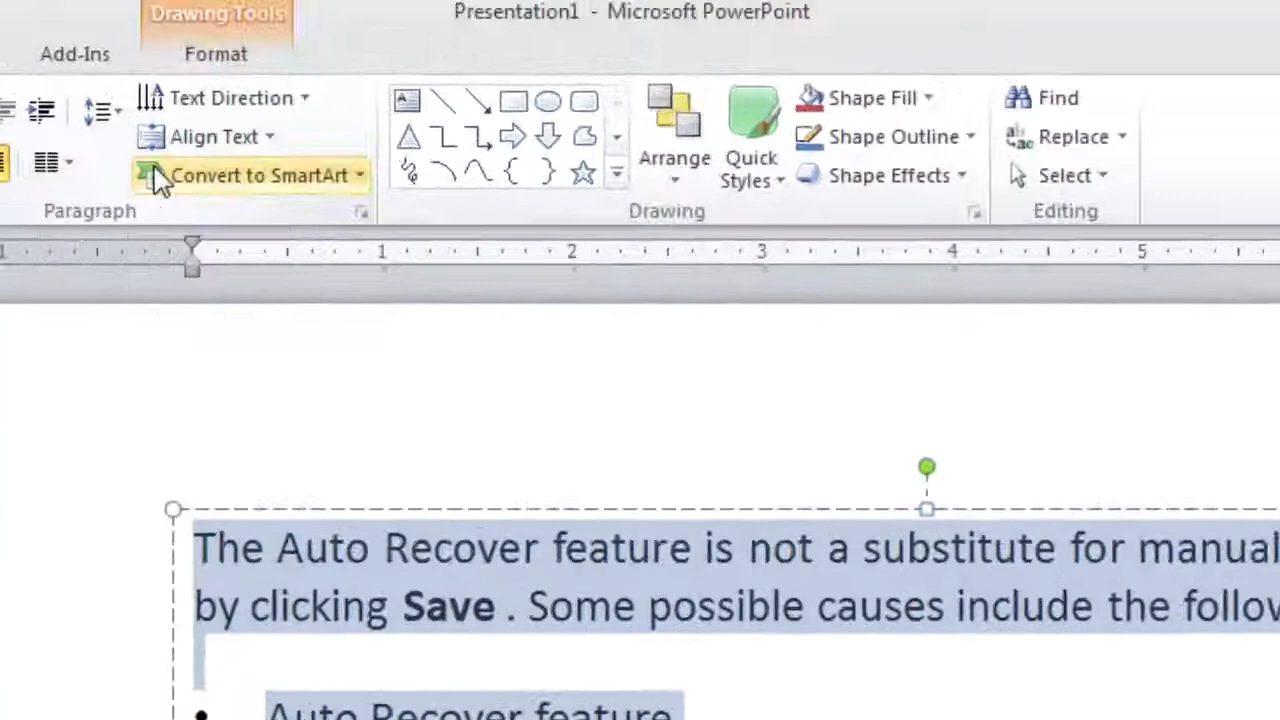 Drawing Tools
Presentation1 - Microsoft PowerPoint
Add-Ins
Format
Text Direction
Align Text
Convert to SmartArt
Paragraph
Arrange
Quick
Styles
Shape Fill
Shape Outline
Shape Effects
Drawing
Find
Replace
Select
Editing
1 1 2 3 4 5
The Auto Recover feature is not a substitute for manual
by clicking Save . Some possible causes include the follow
• Auto Recover feature